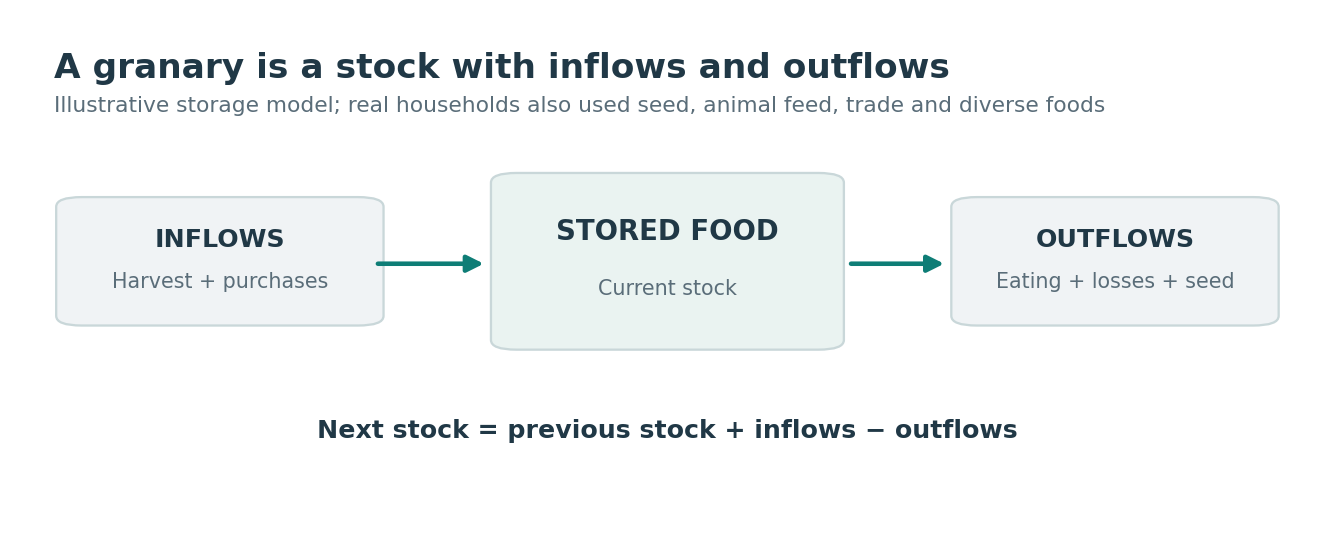 A granary is a stock with inflows and outflows
Illustrative storage model; real households also used seed, animal feed, trade and diverse foods
INFLOWS
Harvest + purchases
STORED FOOD
Current stock
OUTFLOWS
Eating + losses + seed
Next stock = previous stock + inflows − outflows